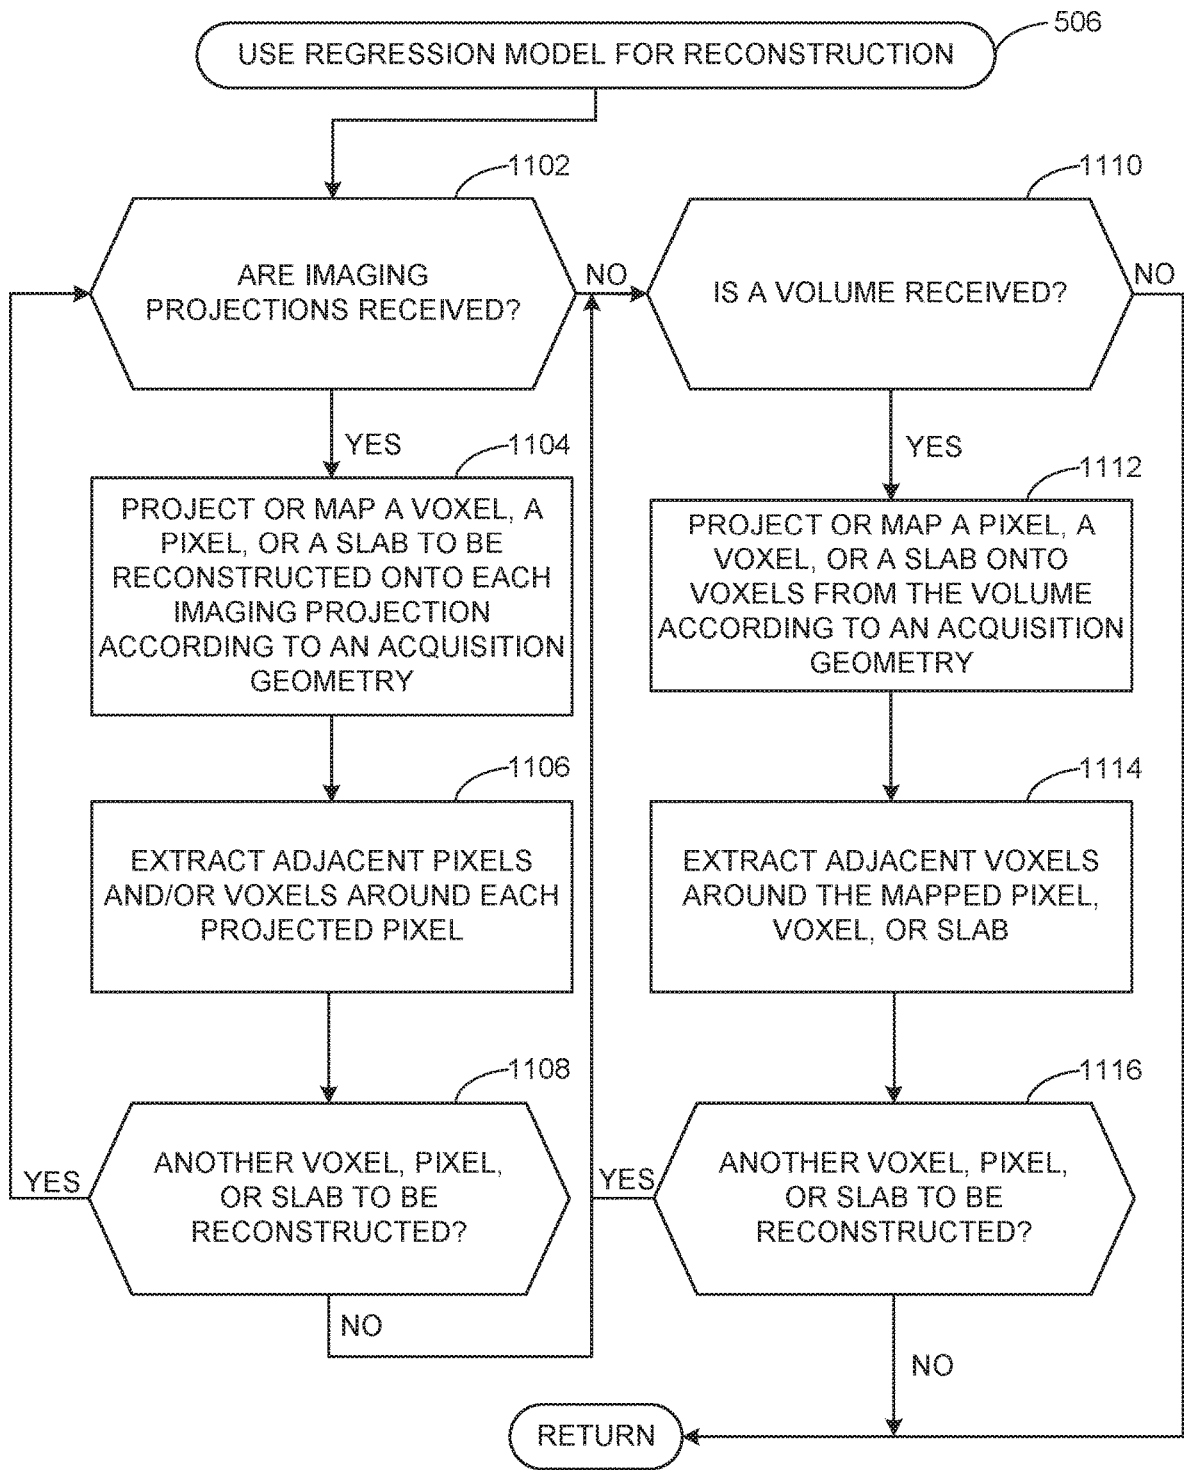 506
USE REGRESSION MODEL FOR RECONSTRUCTION
1102
ARE IMAGING
PROJECTIONS RECEIVED?
NO
YES
1104
PROJECT OR MAP A VOXEL, A
PIXEL, OR A SLAB TO BE
RECONSTRUCTED ONTO EACH
IMAGING PROJECTION
ACCORDING TO AN ACQUISITION
GEOMETRY
1106
EXTRACT ADJACENT PIXELS
AND/OR VOXELS AROUND EACH
PROJECTED PIXEL
1108
ANOTHER VOXEL, PIXEL,
OR SLAB TO BE
RECONSTRUCTED?
YES
NO
1110
IS A VOLUME RECEIVED?
NO
YES
1112
PROJECT OR MAP A PIXEL, A
VOXEL, OR A SLAB ONTO
VOXELS FROM THE VOLUME
ACCORDING TO AN ACQUISITION
GEOMETRY
1114
EXTRACT ADJACENT VOXELS
AROUND THE MAPPED PIXEL,
VOXEL, OR SLAB
1116
ANOTHER VOXEL, PIXEL,
OR SLAB TO BE
RECONSTRUCTED?
YES
NO
RETURN